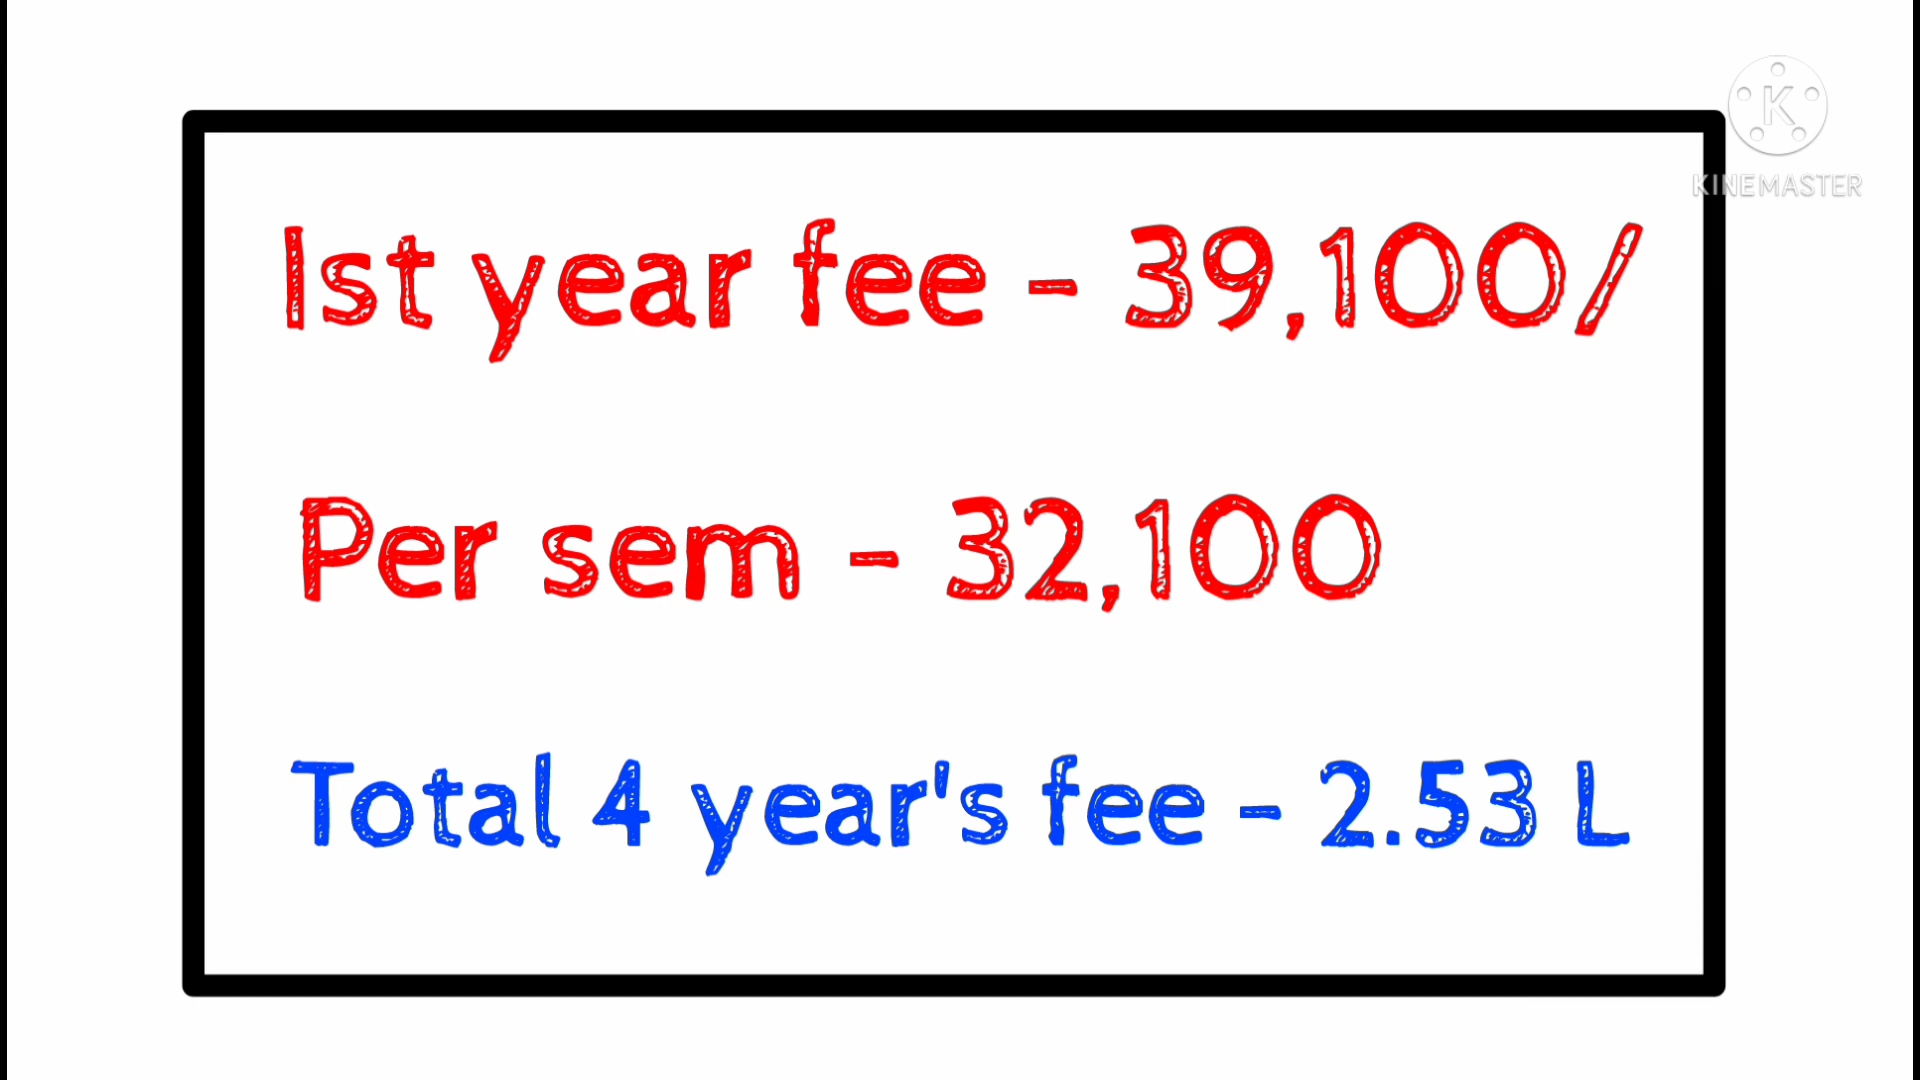 K
KINEMASTER
Ist year fee - 39,100/
Per sem - 32,100
Total 4 year's fee - 2.53 L